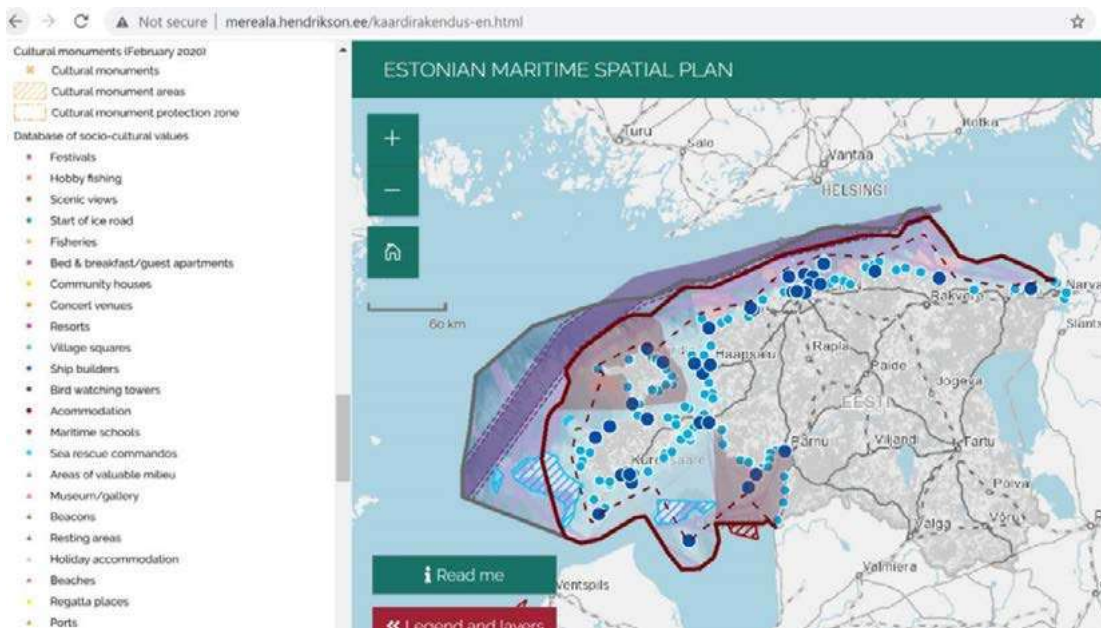 Not secure | mereala.hendrikson.ee/kaardirakendus-en.html
Cultural monuments (February 2020)
Cultural monuments
Cultural monument areas
Cultural monument protection zone
Database of socio-cultural values
Festivals
Hobby fishing
Scenic views
Start of ice road
Fisheries
Bed & breakfast/guest apartments
Community houses
Concert venues
Resorts
Village squares
Ship builders
Bird watching towers
Acommodation
Maritime schools
Sea rescue commandos
Areas of valuable milieu
Museum/gallery
Beacons
Resting areas
Holiday accommodation
Beaches
Regatta places
Ports
ESTONIAN MARITIME SPATIAL PLAN
+
−
60 km
Turu
Salo
Kotka
Vantaa
HELSINGI
Narva
Rakvere
Slants
Haapsalu
Rapla
Paide
Jõgeva
EESTI
Pärnu
Viljandi
Tartu
Kuressaare
Põlva
Võru
Valga
Valmiera
Ventspils
i Read me
« Legend and layers